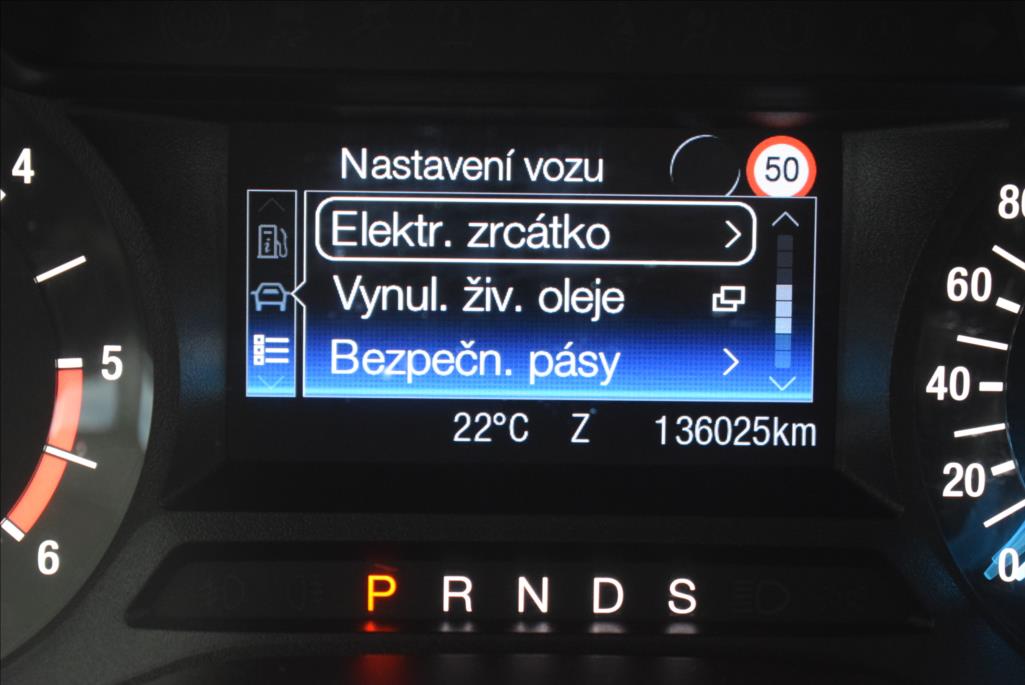 Nastavení vozu 50
Elektr. zrcátko
Vynul. živ. oleje
Bezpečn. pásy
22°C Z 136025km
P R N D S
4
5
6
80
60
40
20
0